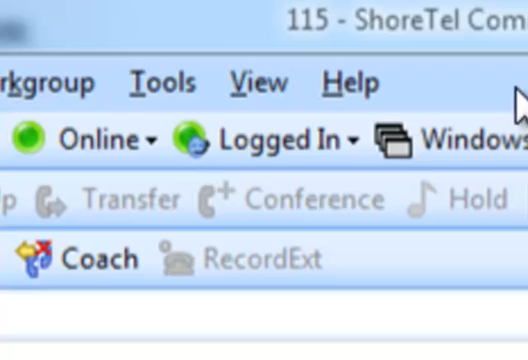 115 - ShoreTel Com
rkgroup Tools View Help
Online Logged In Windows
p Transfer Conference Hold
Coach RecordExt